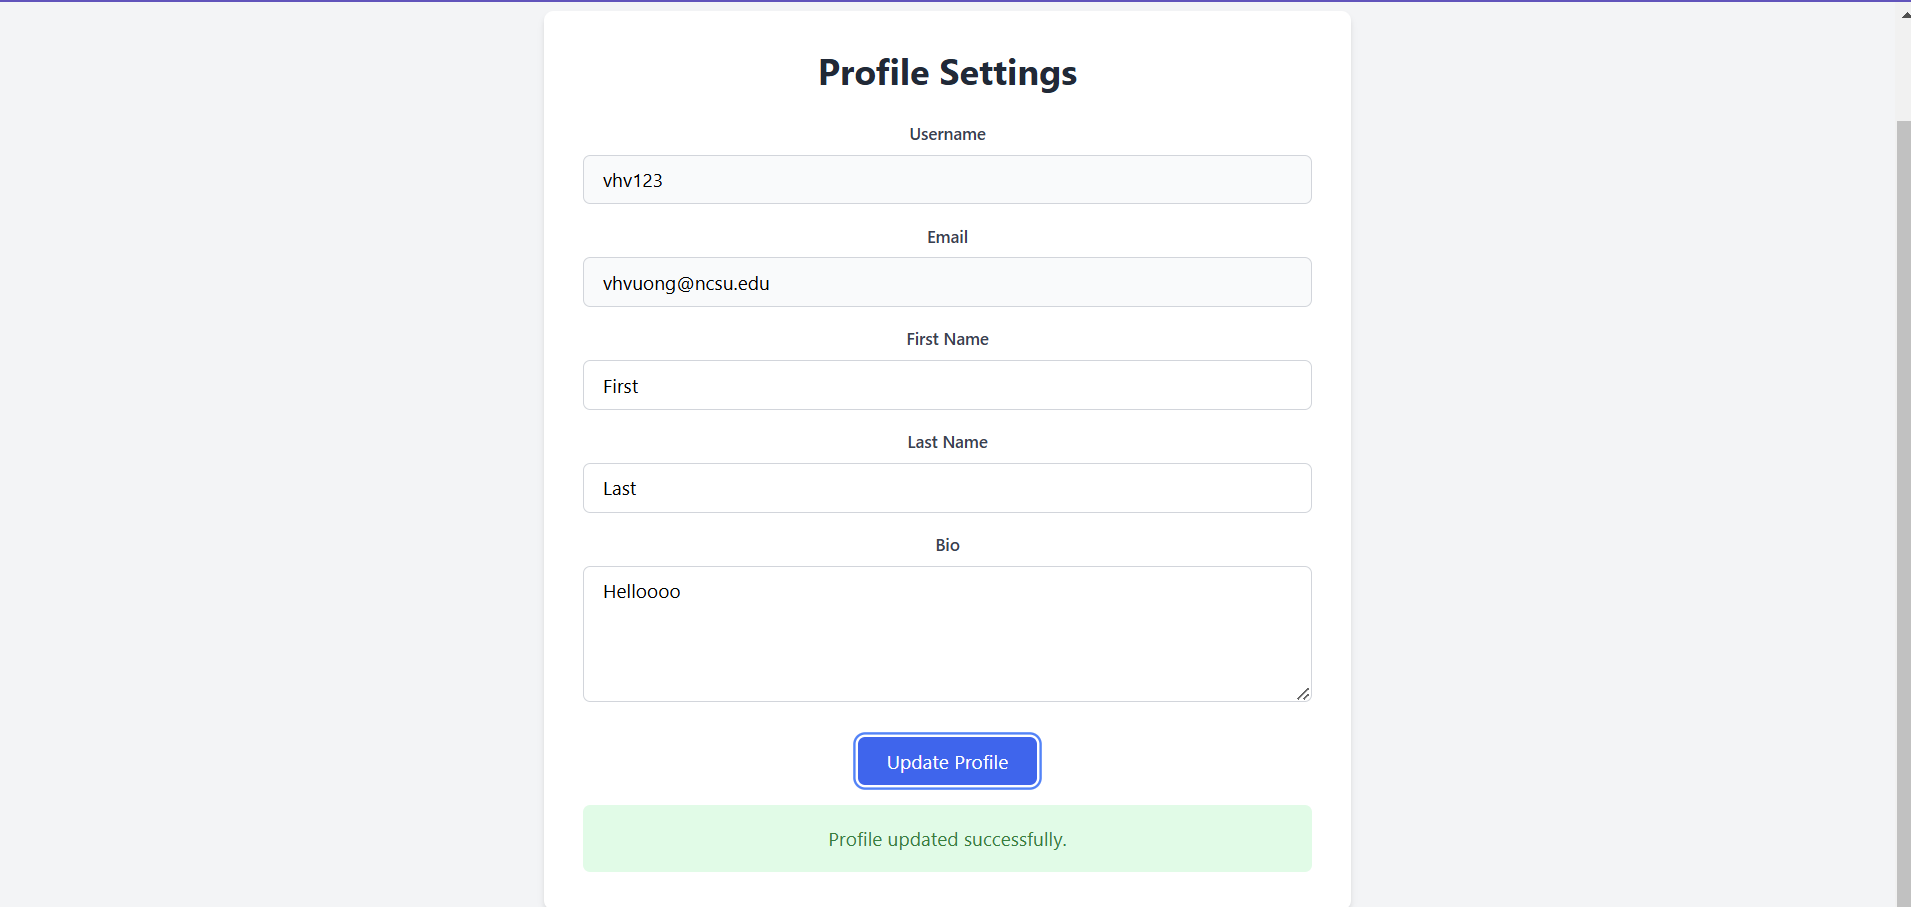 Profile Settings
Username
vhv123
Email
vhvuong@ncsu.edu
First Name
First
Last Name
Last
Bio
Helloooo
Update Profile
Profile updated successfully.